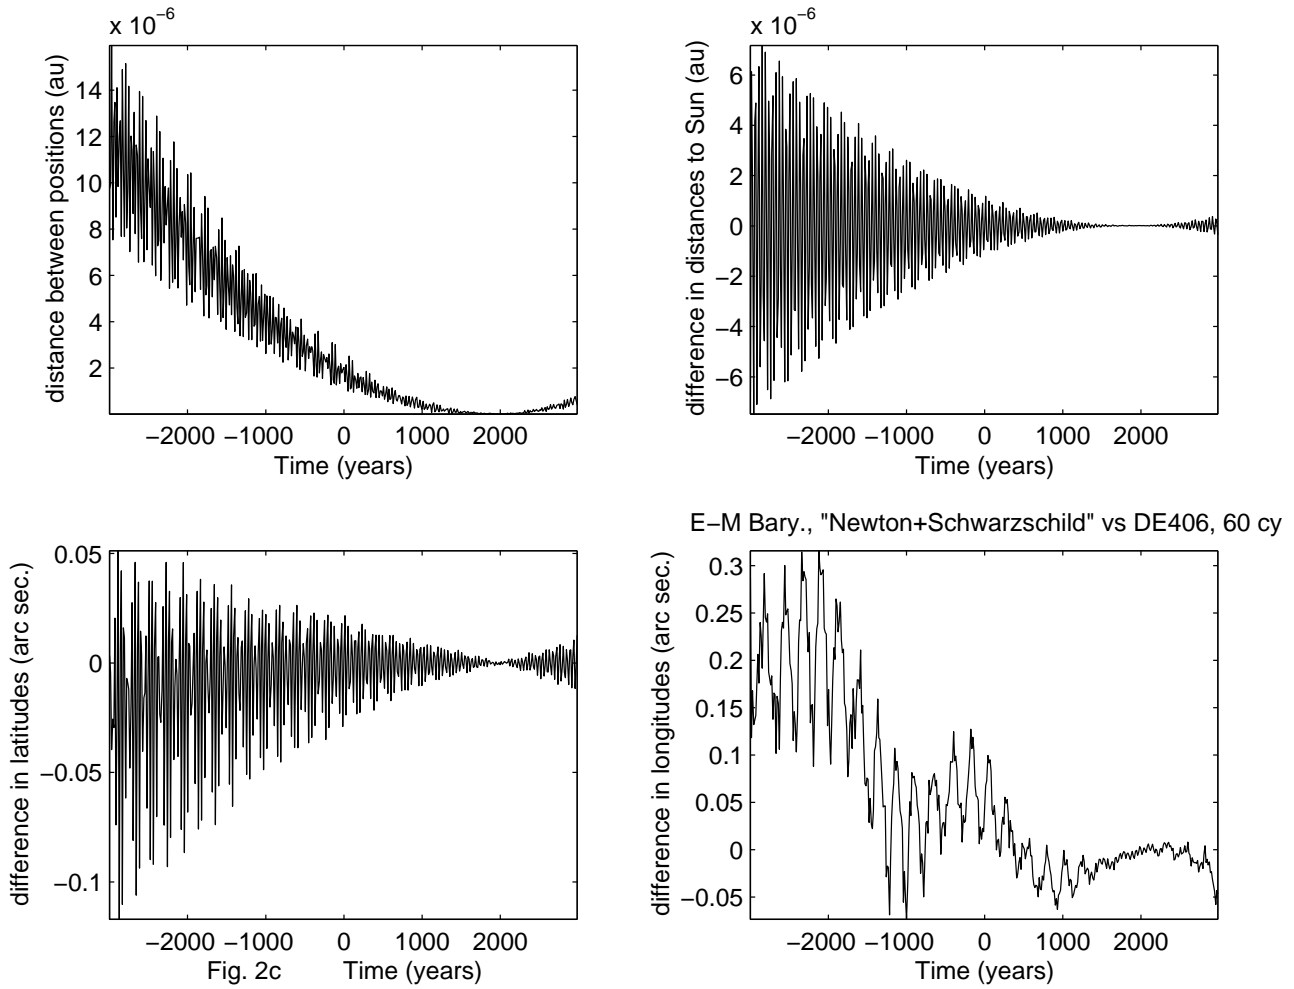 x 10−6
14
12
10
8
6
4
2
distance between positions (au)
−2000 −1000 0 1000 2000
Time (years)
x 10−6
6
4
2
0
−2
−4
−6
difference in distances to Sun (au)
−2000 −1000 0 1000 2000
Time (years)
0.05
0
−0.05
−0.1
difference in latitudes (arc sec.)
−2000 −1000 0 1000 2000
Fig. 2c Time (years)
E−M Bary., "Newton+Schwarzschild" vs DE406, 60 cy
0.3
0.25
0.2
0.15
0.1
0.05
0
−0.05
difference in longitudes (arc sec.)
−2000 −1000 0 1000 2000
Time (years)